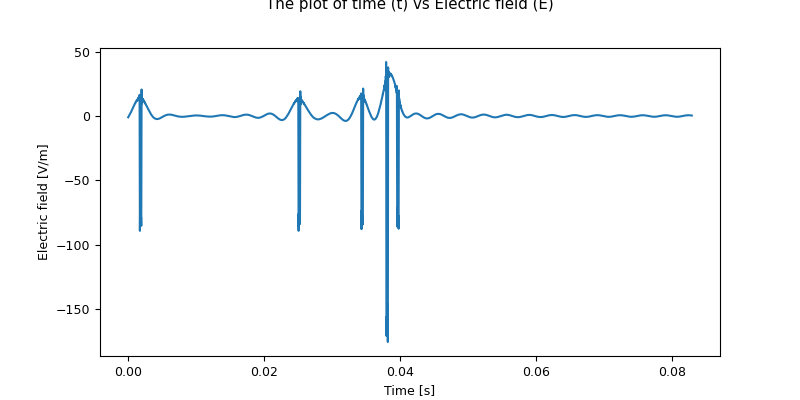 The plot of time (t) vs Electric field (E)
50
0
−50
−100
−150
Electric field [V/m]
0.00 0.02 0.04 0.06 0.08
Time [s]